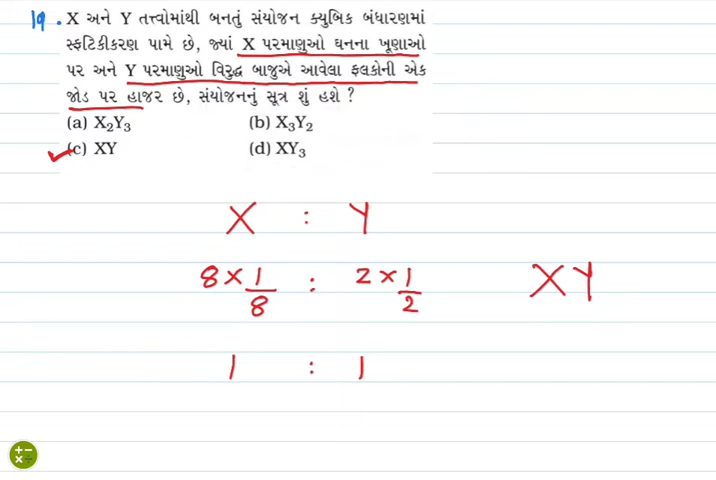 19. X અને Y તત્ત્વોમાંથી બનતું સંયોજન ક્યુબિક બંધારણમાં
સ્ફટિકીકરણ પામે છે, જ્યાં X પરમાણુઓ ઘનના ખૂણાઓ
પર અને Y પરમાણુઓ વિરુદ્ધ બાજુએ આવેલા ફલકોની એક
જોડ પર હાજર છે, સંયોજનનું સૂત્ર શું હશે ?
(a) X₂Y₃ (b) X₃Y₂
(c) XY (d) XY₃
X : Y
8 × 1/8 : 2 × 1/2 XY
1 : 1